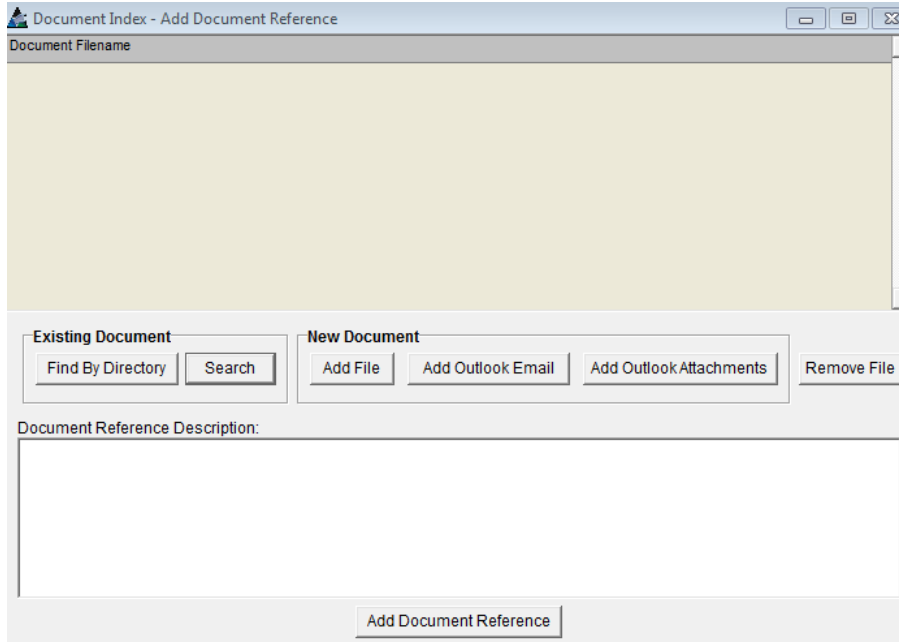 Document Index - Add Document Reference
Document Filename
Existing Document
New Document
Find By Directory
Search
Add File
Add Outlook Email
Add Outlook Attachments
Remove File
Document Reference Description:
Add Document Reference